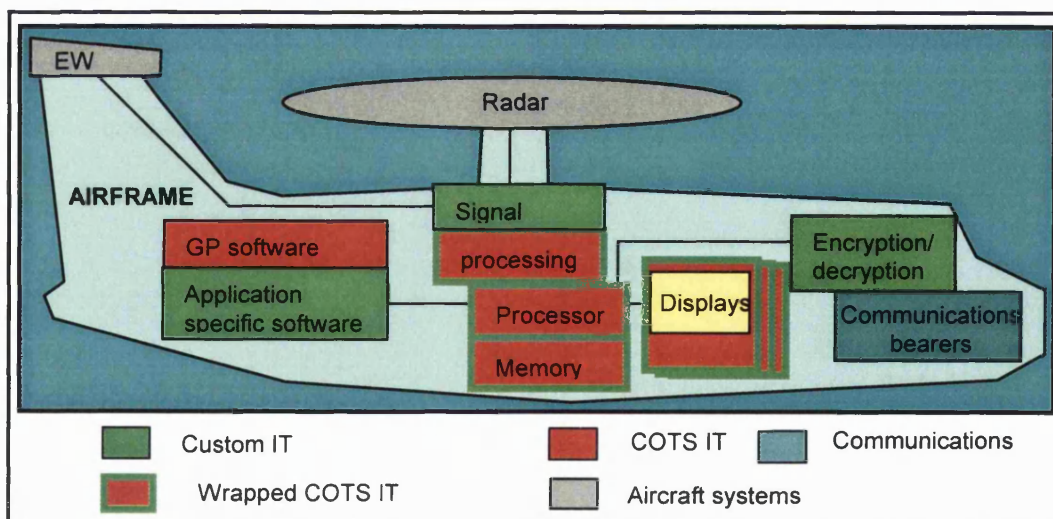 EW
Radar
AIRFRAME
Signal
processing
GP software
Application
specific software
Processor
Memory
Displays
Encryption/
decryption
Communications
bearers
Custom IT
COTS IT
Communications
Wrapped COTS IT
Aircraft systems